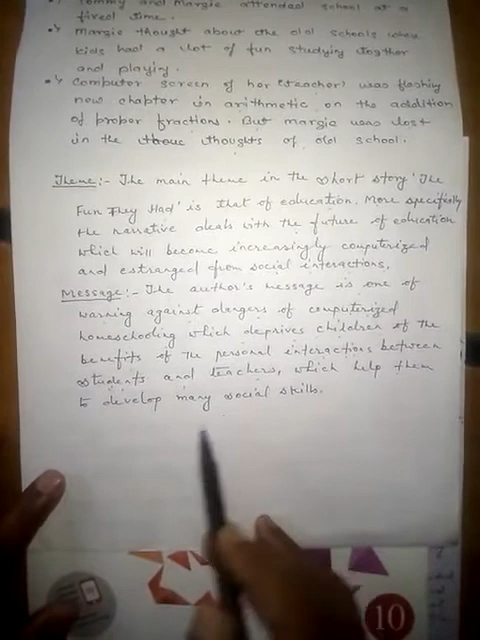 Tommy and Margie attended school at a
fixed time.
Margie thought about the old schools when
kids had a lot of fun studying together
and playing.
Computer screen of her (teacher) was flashing
new chapter in arithmetic on the addition
of proper fractions. But margie was lost
in the thoughts of old school.
Theme:- The main theme in the short story 'The
Fun They Had' is that of education. More specifically
the narrative deals with the future of education
which will become increasingly computerized
and estranged from social interactions.
Message:- The author's message is one of
warning against dangers of computerized
homeschooling which deprives children of the
benefits of the personal interactions between
students and teachers, which help them
to develop many social skills.
10